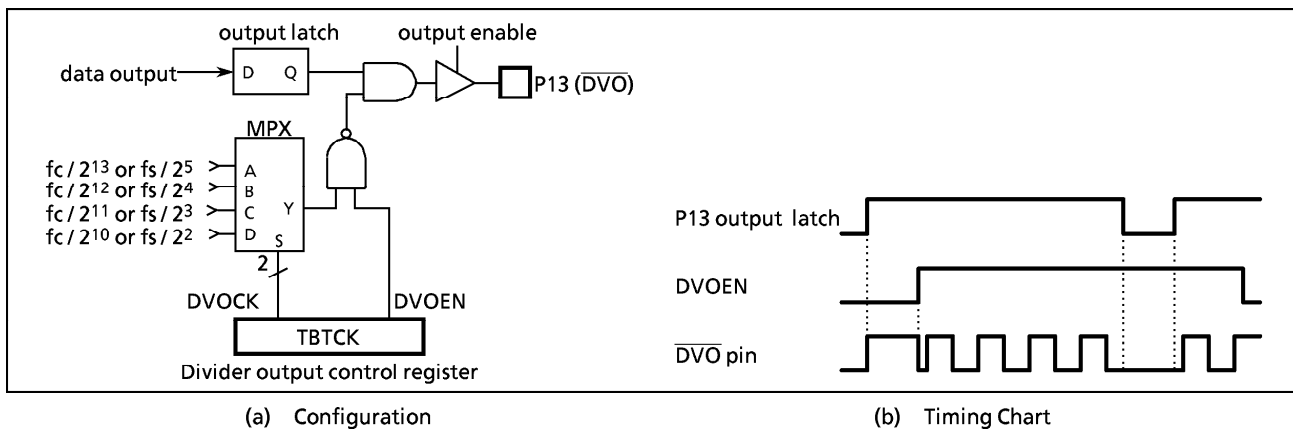 output latch
output enable
data output
D Q
P13 (DVO)
MPX
fc / 2¹³ or fs / 2⁵
A
fc / 2¹² or fs / 2⁴
B
fc / 2¹¹ or fs / 2³
C
Y
fc / 2¹⁰ or fs / 2²
D
S
2
DVOCK
DVOEN
TBTCK
Divider output control register
(a) Configuration
P13 output latch
DVOEN
DVO pin
(b) Timing Chart